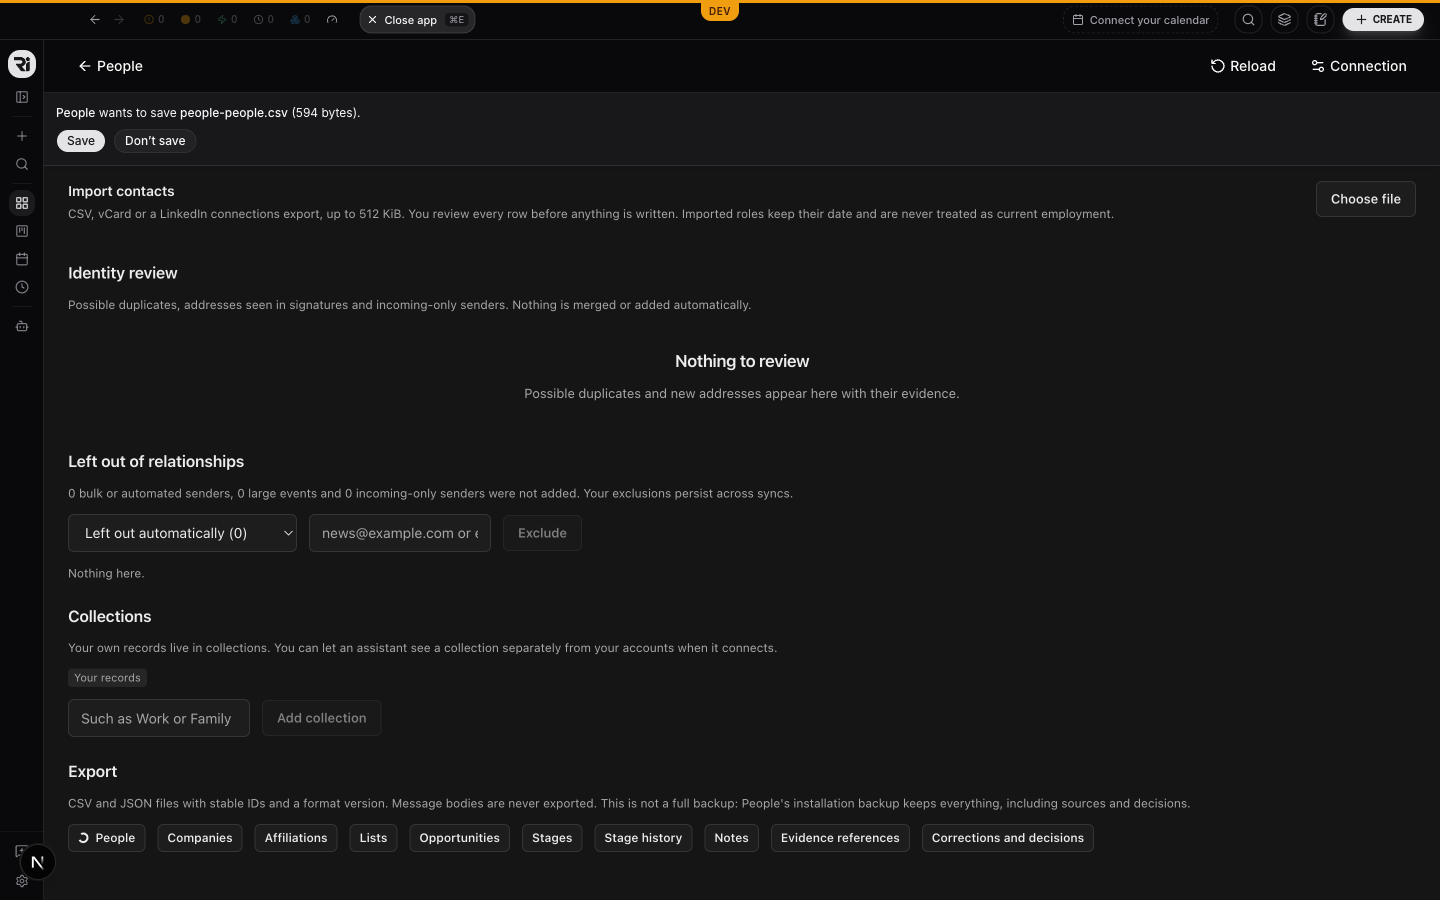 DEV
0
0
0
0
0
Close app
⌘E
Connect your calendar
CREATE
People
Reload
Connection
People wants to save people-people.csv (594 bytes).
Save
Don't save
Import contacts
CSV, vCard or a LinkedIn connections export, up to 512 KiB. You review every row before anything is written. Imported roles keep their date and are never treated as current employment.
Choose file
Identity review
Possible duplicates, addresses seen in signatures and incoming-only senders. Nothing is merged or added automatically.
Nothing to review
Possible duplicates and new addresses appear here with their evidence.
Left out of relationships
0 bulk or automated senders, 0 large events and 0 incoming-only senders were not added. Your exclusions persist across syncs.
Left out automatically (0)
news@example.com or
Exclude
Nothing here.
Collections
Your own records live in collections. You can let an assistant see a collection separately from your accounts when it connects.
Your records
Such as Work or Family
Add collection
Export
CSV and JSON files with stable IDs and a format version. Message bodies are never exported. This is not a full backup: People's installation backup keeps everything, including sources and decisions.
People
Companies
Affiliations
Lists
Opportunities
Stages
Stage history
Notes
Evidence references
Corrections and decisions
N